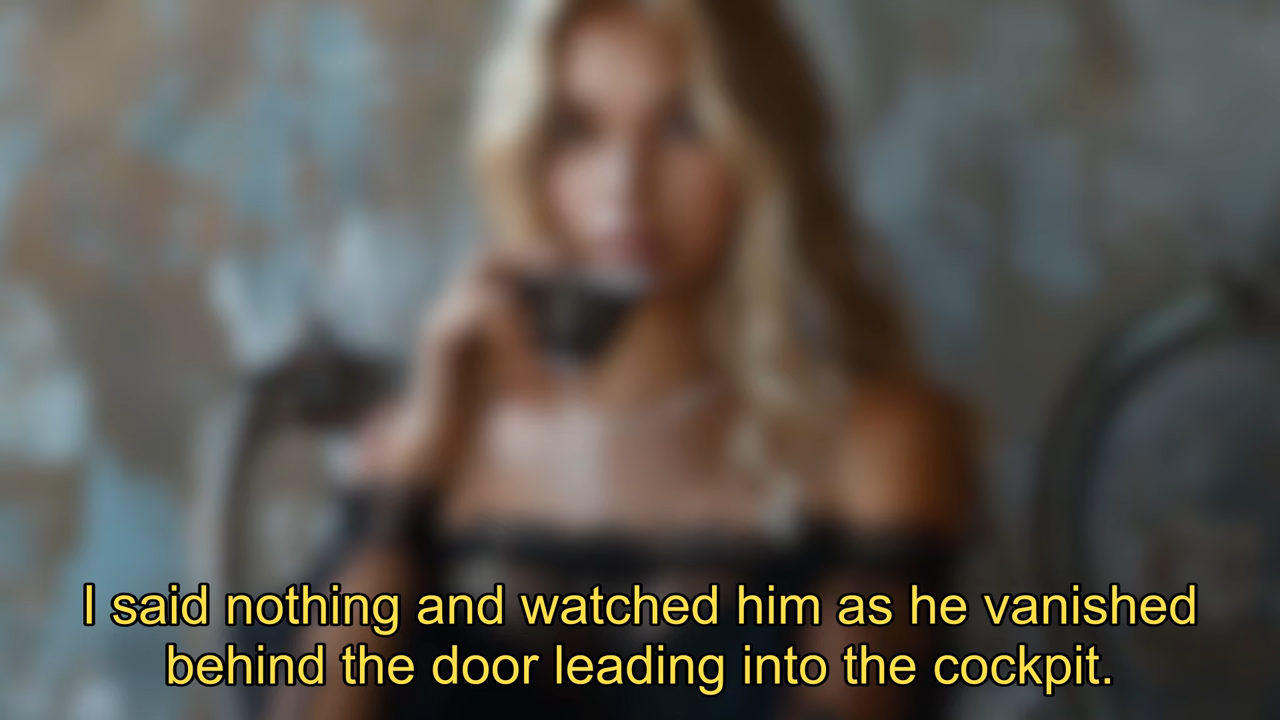 I said nothing and watched him as he vanished
behind the door leading into the cockpit.